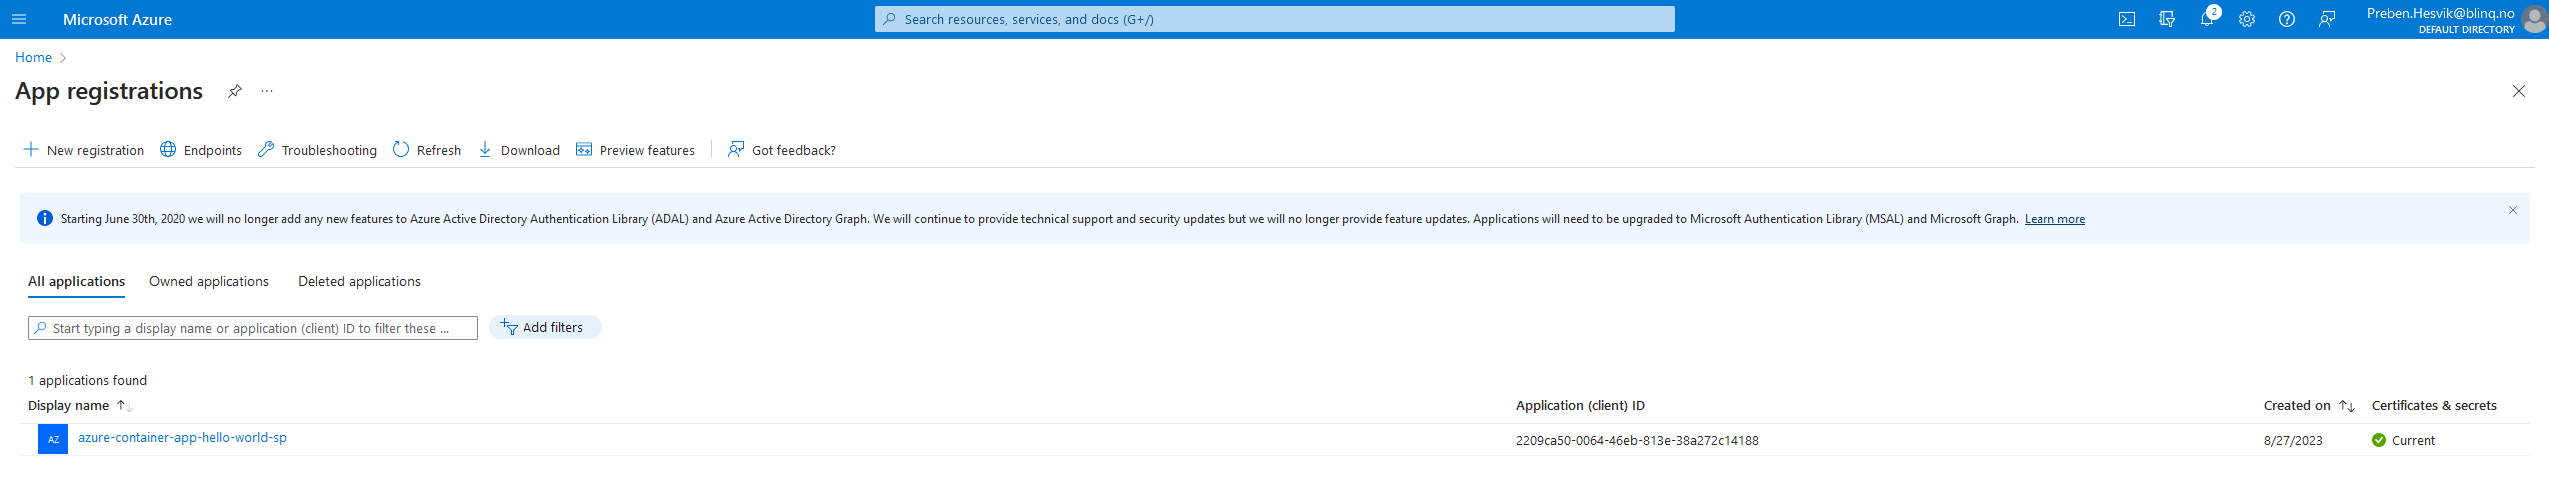 Microsoft Azure
Search resources, services, and docs (G+/)
2
Preben.Hesvik@blinq.no
DEFAULT DIRECTORY
Home
App registrations
New registration
Endpoints
Troubleshooting
Refresh
Download
Preview features
Got feedback?
Starting June 30th, 2020 we will no longer add any new features to Azure Active Directory Authentication Library (ADAL) and Azure Active Directory Graph. We will continue to provide technical support and security updates but we will no longer provide feature updates. Applications will need to be upgraded to Microsoft Authentication Library (MSAL) and Microsoft Graph. Learn more
All applications
Owned applications
Deleted applications
Start typing a display name or application (client) ID to filter these ...
Add filters
1 applications found
Display name
Application (client) ID
Created on
Certificates & secrets
AZ
azure-container-app-hello-world-sp
2209ca50-0064-46eb-813e-38a272c14188
8/27/2023
Current